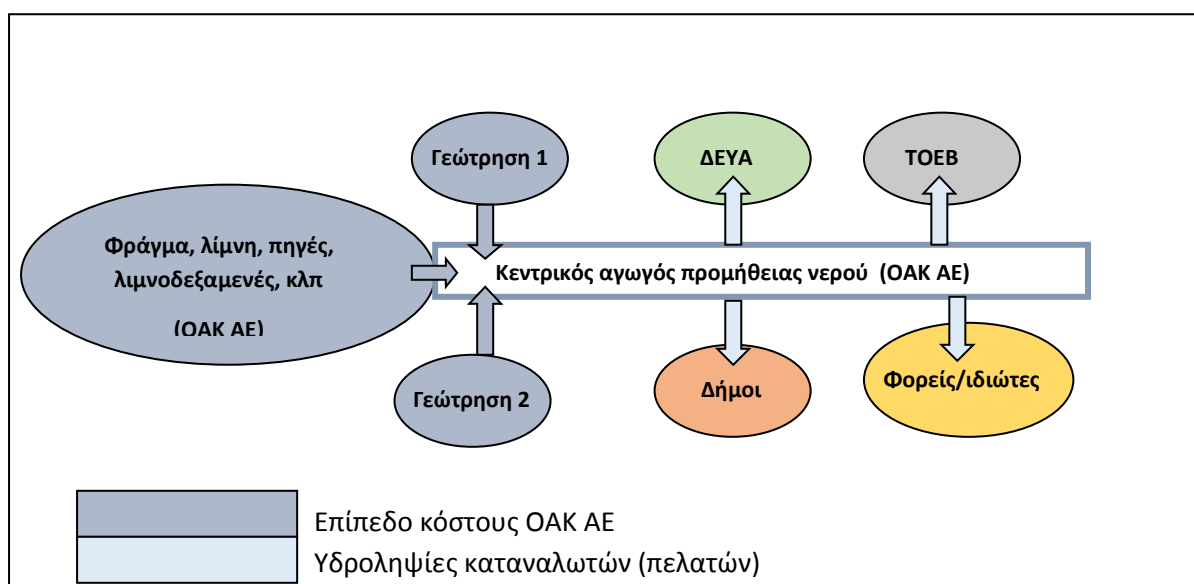 Γεώτρηση 1
ΔΕΥΑ
ΤΟΕΒ
Φράγμα, λίμνη, πηγές,
λιμνοδεξαμενές, κλπ
(ΟΑΚ ΑΕ)
Κεντρικός αγωγός προμήθειας νερού (ΟΑΚ ΑΕ)
Γεώτρηση 2
Δήμοι
Φορείς/ιδιώτες
Επίπεδο κόστους ΟΑΚ ΑΕ
Υδροληψίες καταναλωτών (πελατών)